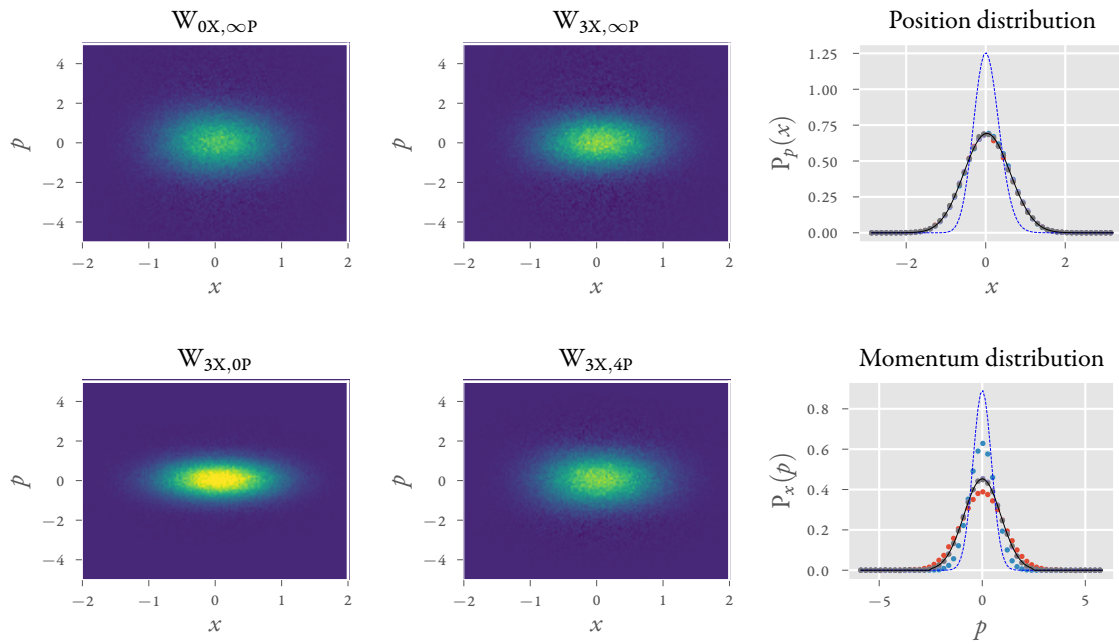 W0X,∞P
4
2
0
−2
−4
p
−2 −1 0 1 2
x
W3X,∞P
4
2
0
−2
−4
p
−2 −1 0 1 2
x
Position distribution
1.25
1.00
0.75
0.50
0.25
0.00
Pp(x)
−2 0 2
x
W3X,0P
4
2
0
−2
−4
p
−2 −1 0 1 2
x
W3X,4P
4
2
0
−2
−4
p
−2 −1 0 1 2
x
Momentum distribution
0.8
0.6
0.4
0.2
0.0
Px(p)
−5 0 5
p